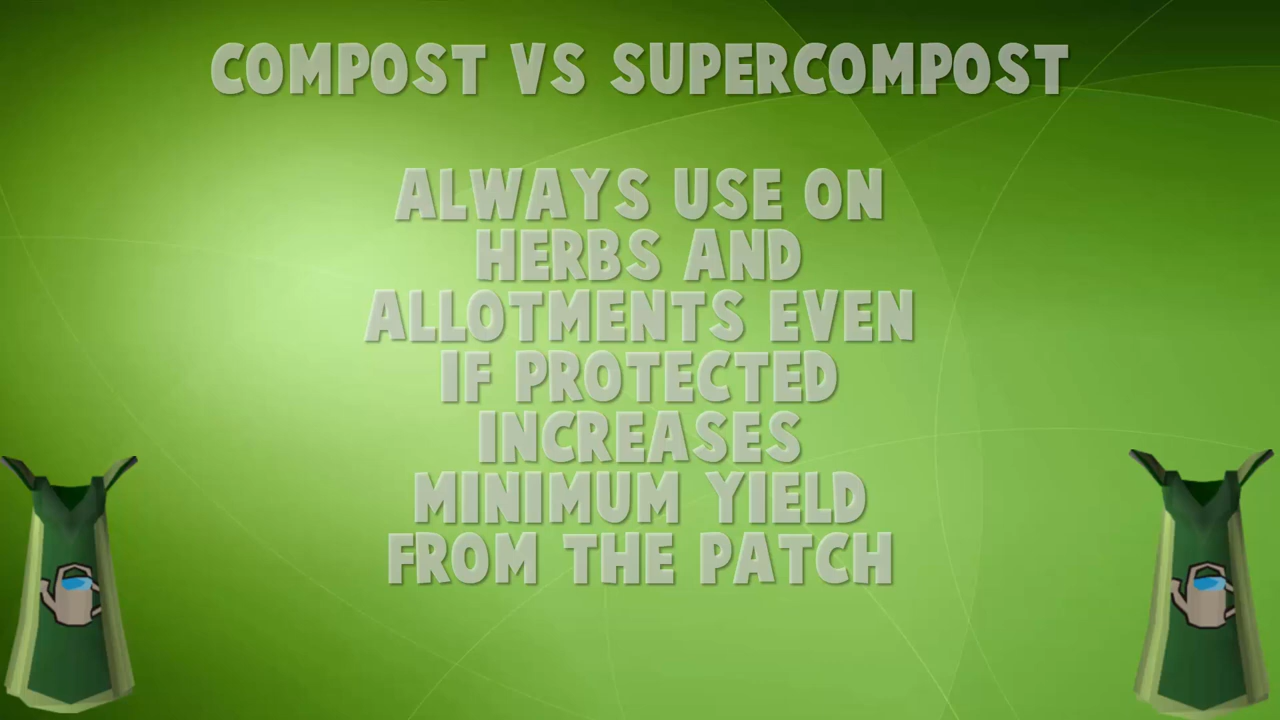 COMPOST VS SUPERCOMPOST
ALWAYS USE ON
HERBS AND
ALLOTMENTS EVEN
IF PROTECTED
INCREASES
MINIMUM YIELD
FROM THE PATCH